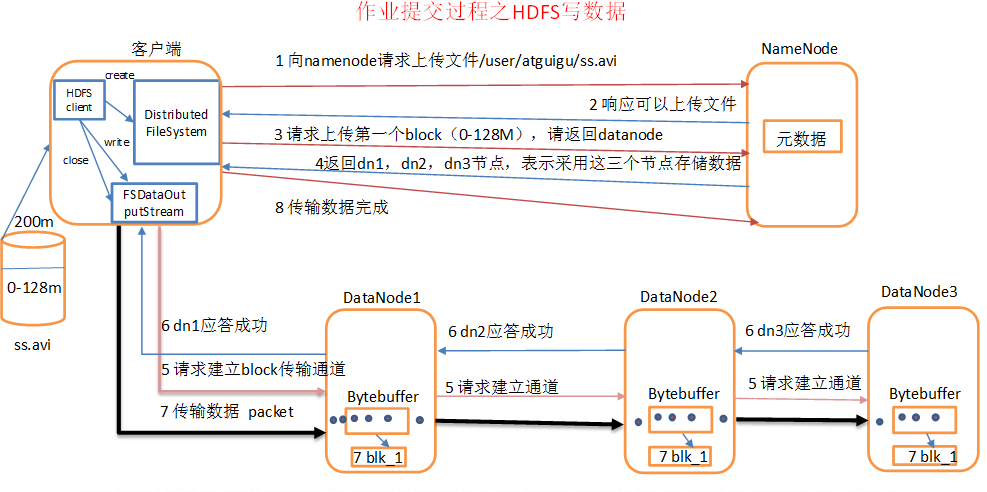 作业提交过程之HDFS写数据
客户端
NameNode
create
HDFS
client
Distributed
FileSystem
write
close
FSDataOut
putStream
1 向namenode请求上传文件/user/atguigu/ss.avi
2 响应可以上传文件
3 请求上传第一个block（0-128M），请返回datanode
4返回dn1，dn2，dn3节点，表示采用这三个节点存储数据
8 传输数据完成
元数据
200m
0-128m
ss.avi
DataNode1
DataNode2
DataNode3
6 dn1应答成功
6 dn2应答成功
6 dn3应答成功
5 请求建立block传输通道
5 请求建立通道
5 请求建立通道
7 传输数据 packet
Bytebuffer
Bytebuffer
Bytebuffer
7 blk_1
7 blk_1
7 blk_1